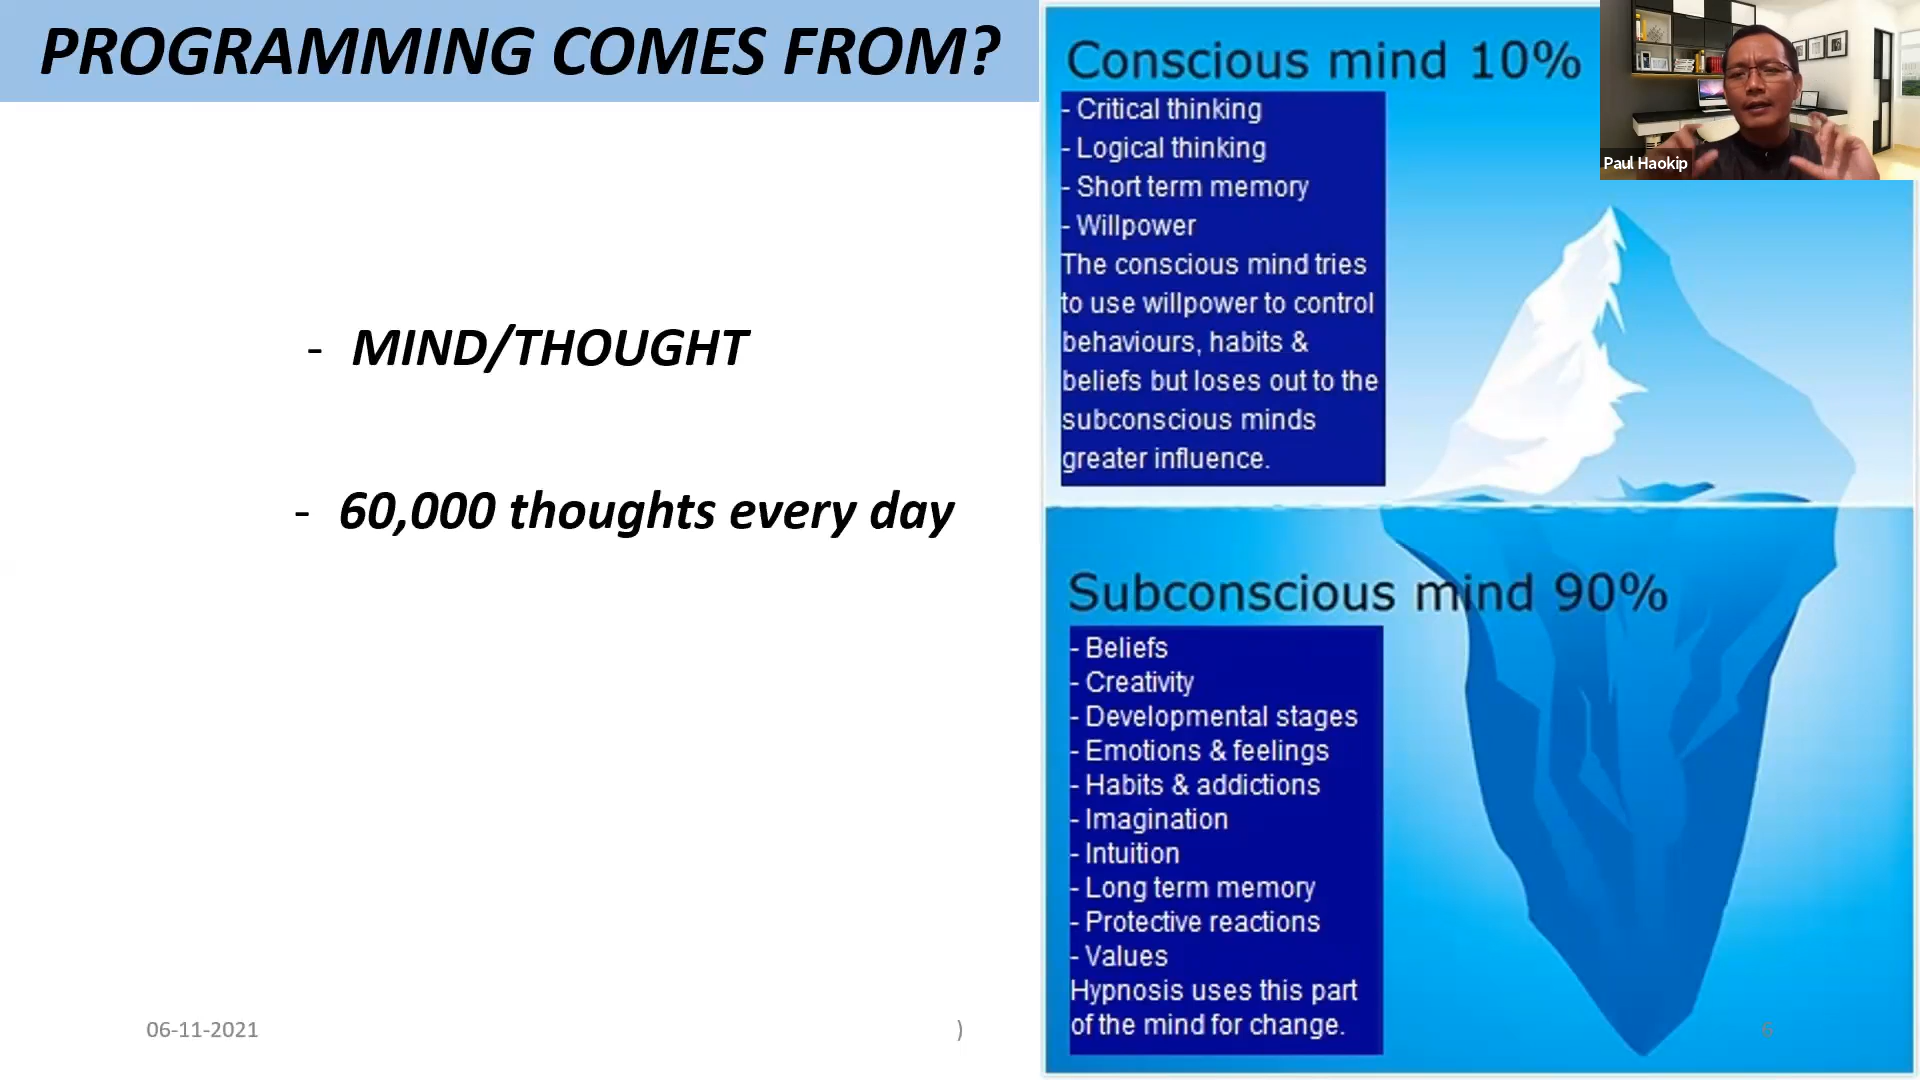 PROGRAMMING COMES FROM?
- MIND/THOUGHT
- 60,000 thoughts every day
06-11-2021
)
Conscious mind 10%
- Critical thinking
- Logical thinking
- Short term memory
- Willpower
The conscious mind tries
to use willpower to control
behaviours, habits &
beliefs but loses out to the
subconscious minds
greater influence.
Subconscious mind 90%
- Beliefs
- Creativity
- Developmental stages
- Emotions & feelings
- Habits & addictions
- Imagination
- Intuition
- Long term memory
- Protective reactions
- Values
Hypnosis uses this part
of the mind for change.
6
Paul Haokip